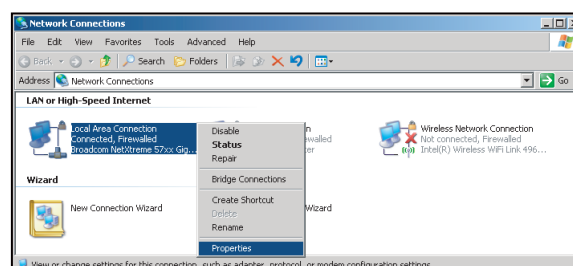 Network Connections
File Edit View Favorites Tools Advanced Help
Back Search Folders
Address Network Connections Go
LAN or High-Speed Internet
Local Area Connection
Connected, Firewalled
Broadcom NetXtreme 57xx Gig...
Disable
Status
Repair
Bridge Connections
Create Shortcut
Delete
Rename
Properties
Wireless Network Connection
Not connected, Firewalled
Intel(R) Wireless WiFi Link 496...
Wizard
New Connection Wizard
Wizard
View or change settings for this connection, such as adapter, protocol, or modem configuration settings.